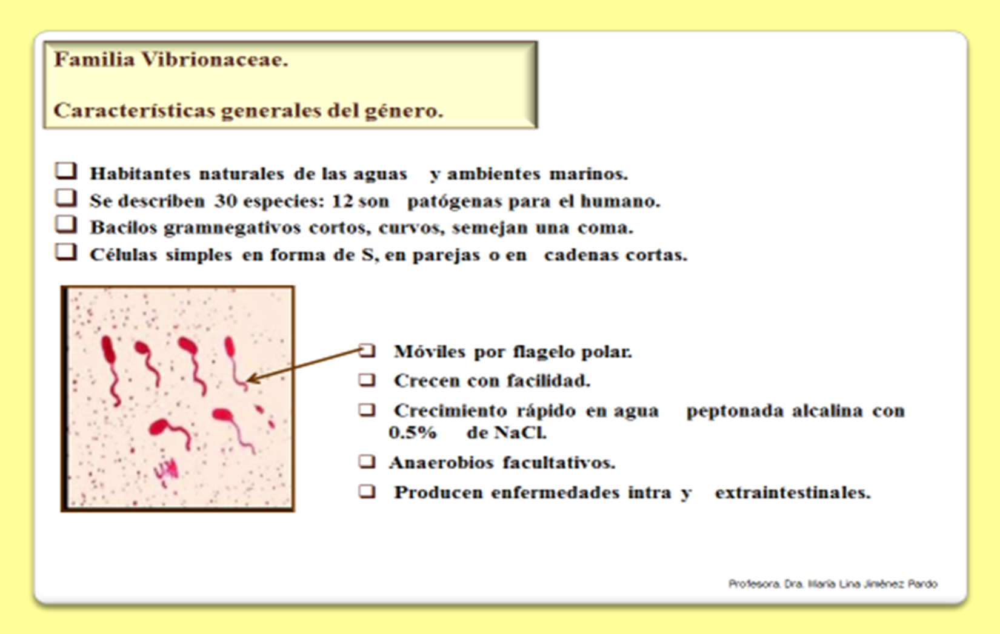 Familia Vibrionaceae.
Características generales del género.
Habitantes naturales de las aguas y ambientes marinos.
Se describen 30 especies: 12 son patógenas para el humano.
Bacilos gramnegativos cortos, curvos, semejan una coma.
Células simples en forma de S, en parejas o en cadenas cortas.
Móviles por flagelo polar.
Crecen con facilidad.
Crecimiento rápido en agua peptonada alcalina con
0.5% de NaCl.
Anaerobios facultativos.
Producen enfermedades intra y extraintestinales.
Profesora. Dra. María Lina Jiménez Pardo